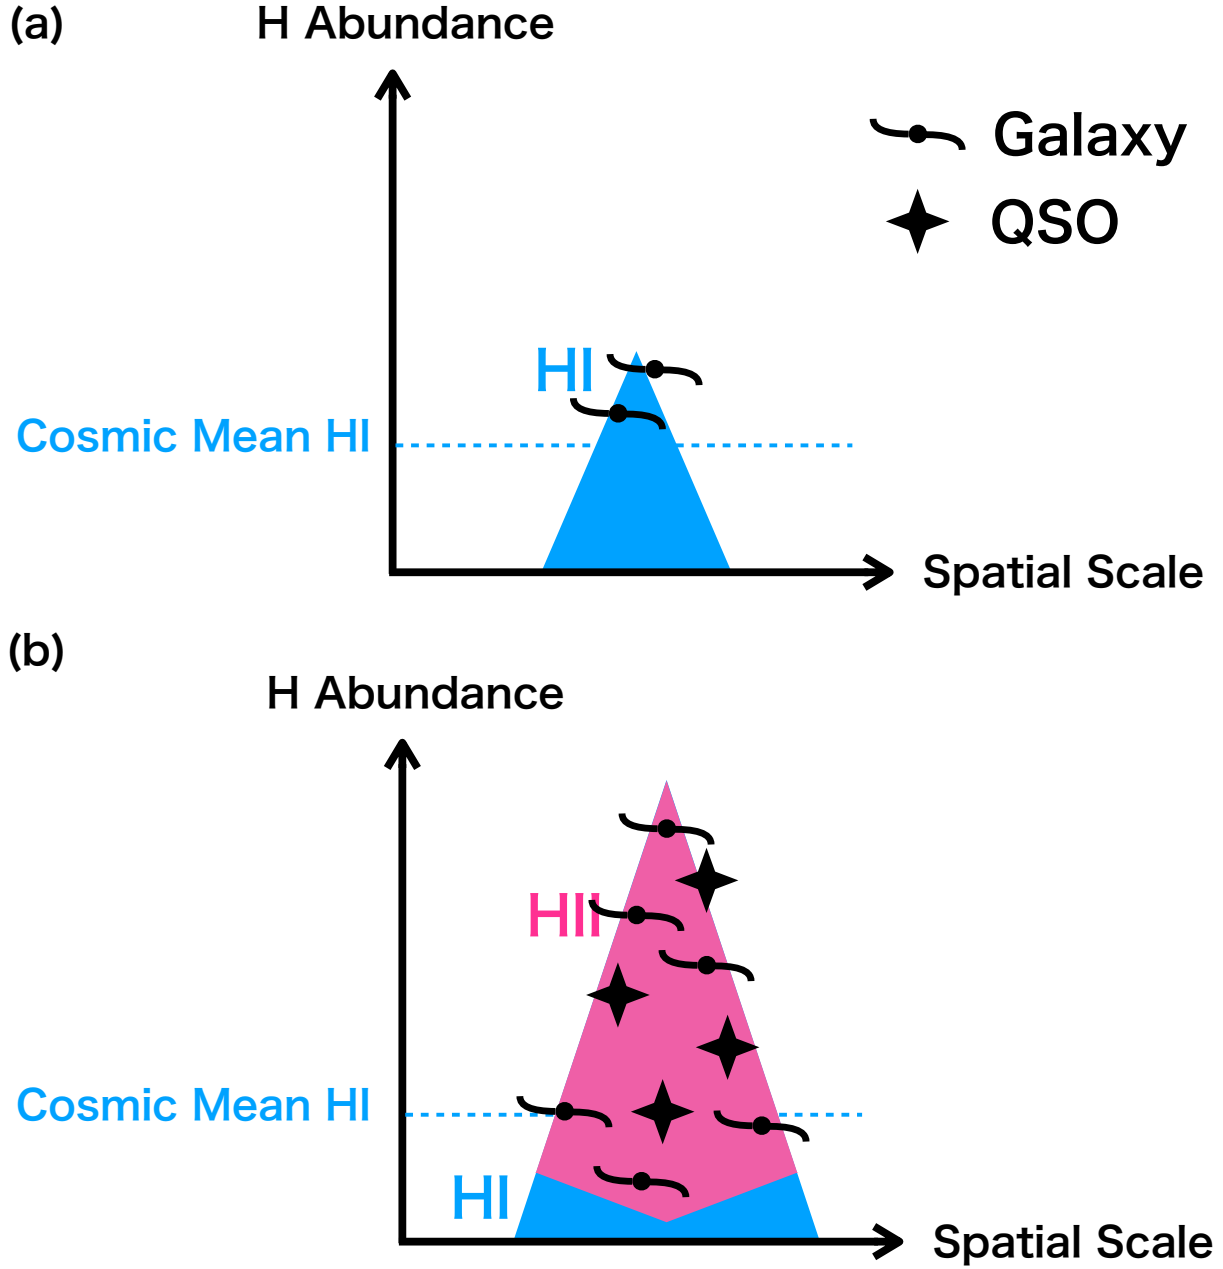 (a)
H Abundance
Galaxy
QSO
HI
Cosmic Mean HI
Spatial Scale
(b)
H Abundance
HII
Cosmic Mean HI
HI
Spatial Scale